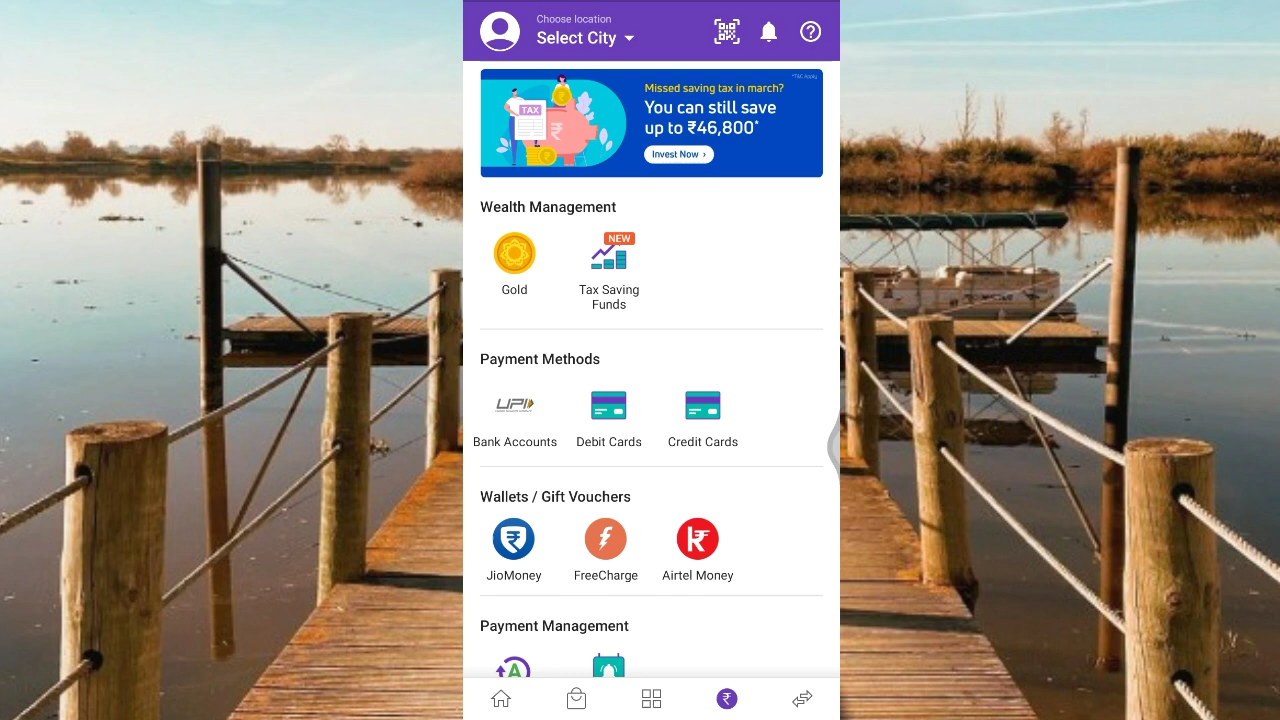 Choose location
Select City
*T&C Apply
Missed saving tax in march?
You can still save
up to ₹46,800*
Invest Now ›
TAX
Wealth Management
NEW
Gold
Tax Saving
Funds
Payment Methods
UPI
Bank Accounts
Debit Cards
Credit Cards
Wallets / Gift Vouchers
JioMoney
FreeCharge
Airtel Money
Payment Management
A